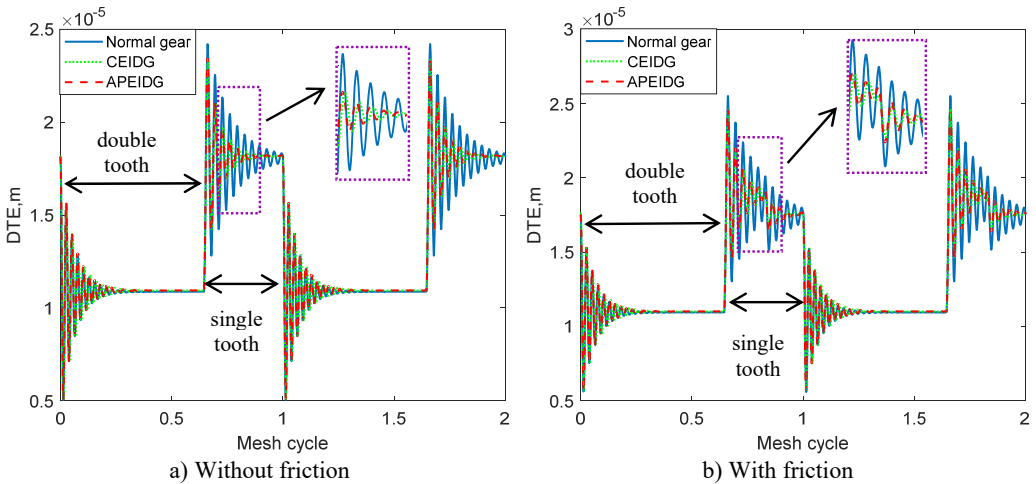 ×10⁻⁵
2.5
2
1.5
1
0.5
DTE,m
Normal gear
CEIDG
APEIDG
double
tooth
single
tooth
0
0.5
1
1.5
2
Mesh cycle
a) Without friction
×10⁻⁵
3
2.5
2
1.5
1
0.5
DTE,m
Normal gear
CEIDG
APEIDG
double
tooth
single
tooth
0
0.5
1
1.5
2
Mesh cycle
b) With friction